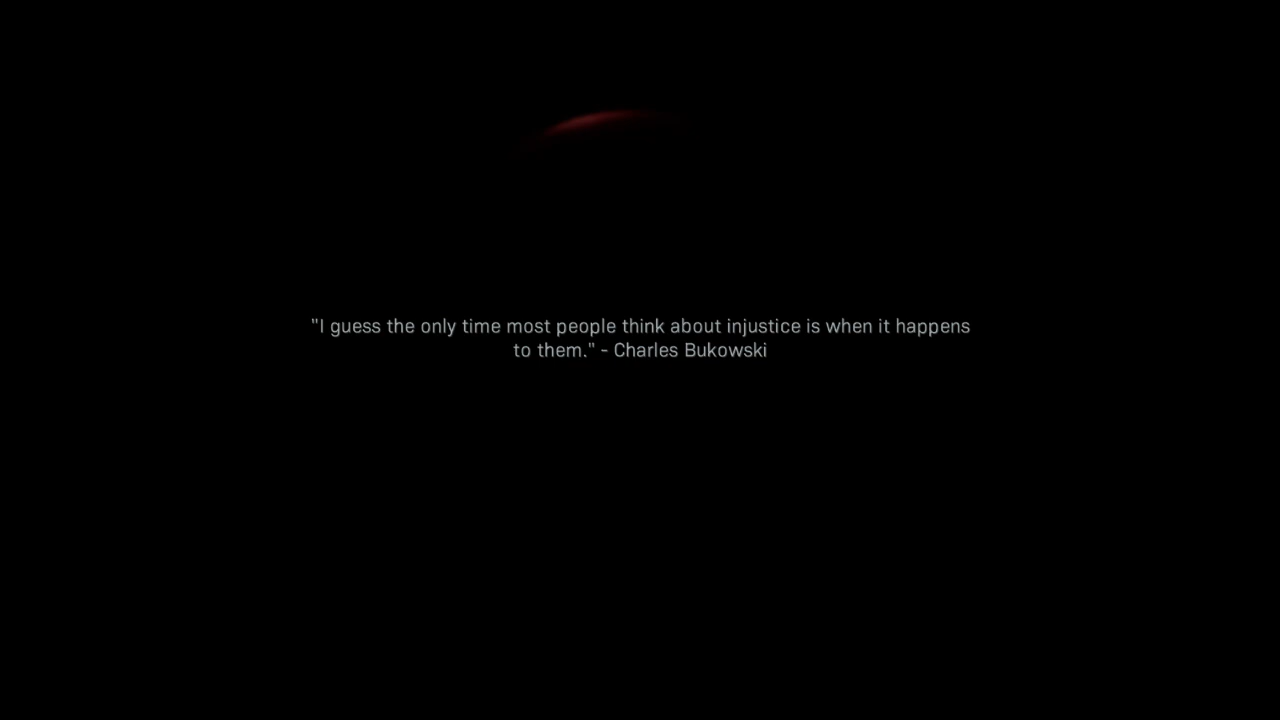 "I guess the only time most people think about injustice is when it happens
to them." - Charles Bukowski